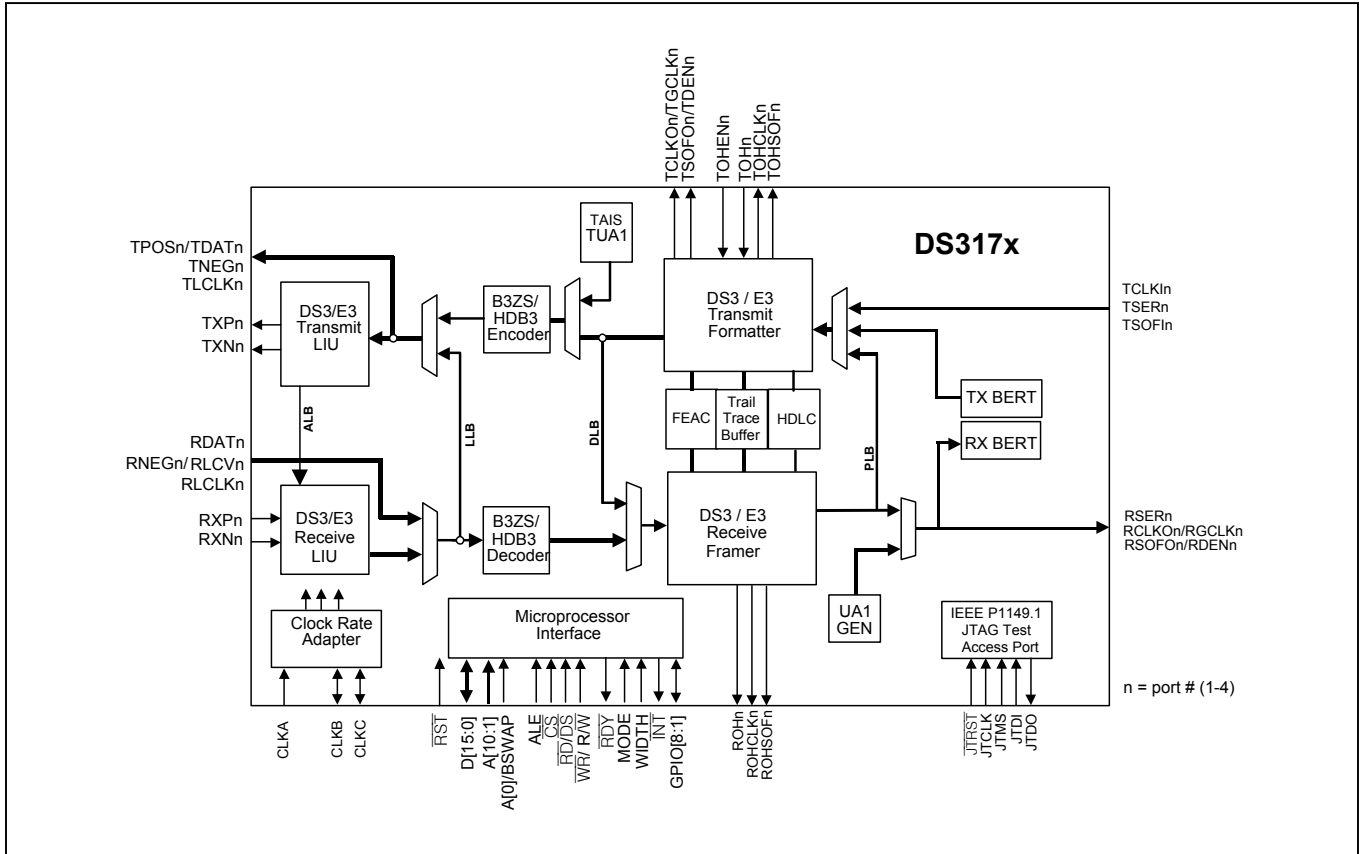 TCLKOn/TGCLKn
TSOFOn/TDENn
TOHENn
TOHn
TOHCLKn
TOHSOFn
DS317x
TAIS
TUA1
TPOSn/TDATn
TNEGn
TLCLKn
TXPn
TXNn
DS3/E3
Transmit
LIU
B3ZS/
HDB3
Encoder
DS3 / E3
Transmit
Formatter
TCLKIn
TSERn
TSOFIn
FEAC
Trail
Trace
Buffer
HDLC
TX BERT
RX BERT
ALB
LLB
DLB
PLB
RDATn
RNEGn/ RLCVn
RLCLKn
RXPn
RXNn
DS3/E3
Receive
LIU
B3ZS/
HDB3
Decoder
DS3 / E3
Receive
Framer
RSERn
RCLKOn/RGCLKn
RSOFOn/RDENn
UA1
GEN
Clock Rate
Adapter
Microprocessor
Interface
IEEE P1149.1
JTAG Test
Access Port
n = port # (1-4)
CLKA
CLKB
CLKC
RST
D[15:0]
A[10:1]
A[0]/BSWAP
ALE
CS
RD/DS
WR/ R/W
RDY
MODE
WIDTH
INT
GPIO[8:1]
ROHn
ROHCLKn
ROHSOFn
JTRST
JTCLK
JTMS
JTDI
JTDO